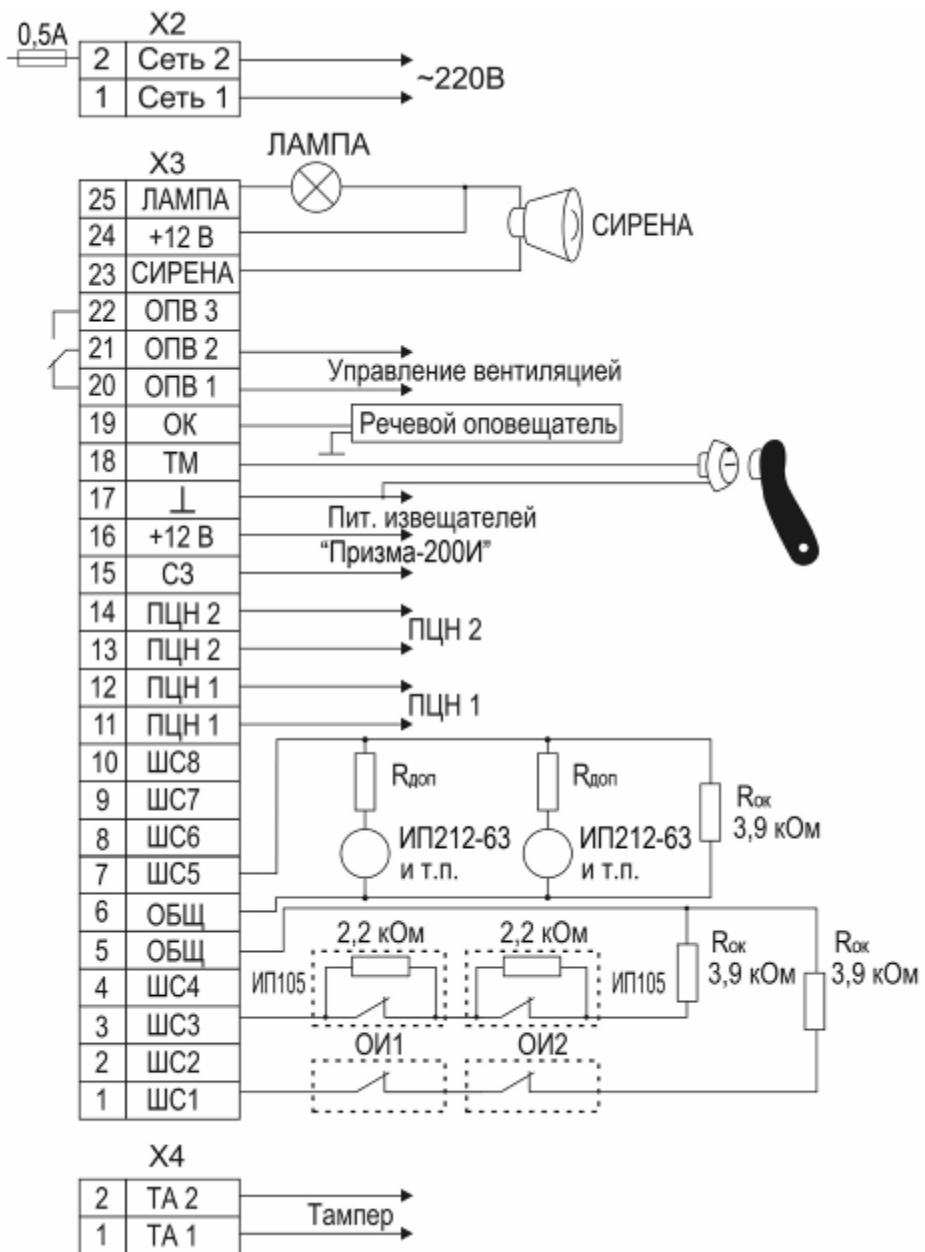 X2
0,5А
2 Сеть 2
~220В
1 Сеть 1
ЛАМПА
X3
25 ЛАМПА
24 +12 В
СИРЕНА
23 СИРЕНА
22 ОПВ 3
21 ОПВ 2
Управление вентиляцией
20 ОПВ 1
19 ОК
Речевой оповещатель
18 ТМ
17 ⊥
Пит. извещателей
16 +12 В
“Призма-200И”
15 СЗ
14 ПЦН 2
ПЦН 2
13 ПЦН 2
12 ПЦН 1
ПЦН 1
11 ПЦН 1
10 ШС8
Rдоп
Rдоп
9 ШС7
Rок
3,9 кОм
8 ШС6
ИП212-63
и т.п.
ИП212-63
и т.п.
7 ШС5
6 ОБЩ
5 ОБЩ
2,2 кОм
2,2 кОм
Rок
3,9 кОм
Rок
3,9 кОм
4 ШС4
ИП105
ИП105
3 ШС3
ОИ1
ОИ2
2 ШС2
1 ШС1
X4
2 ТА 2
Тампер
1 ТА 1